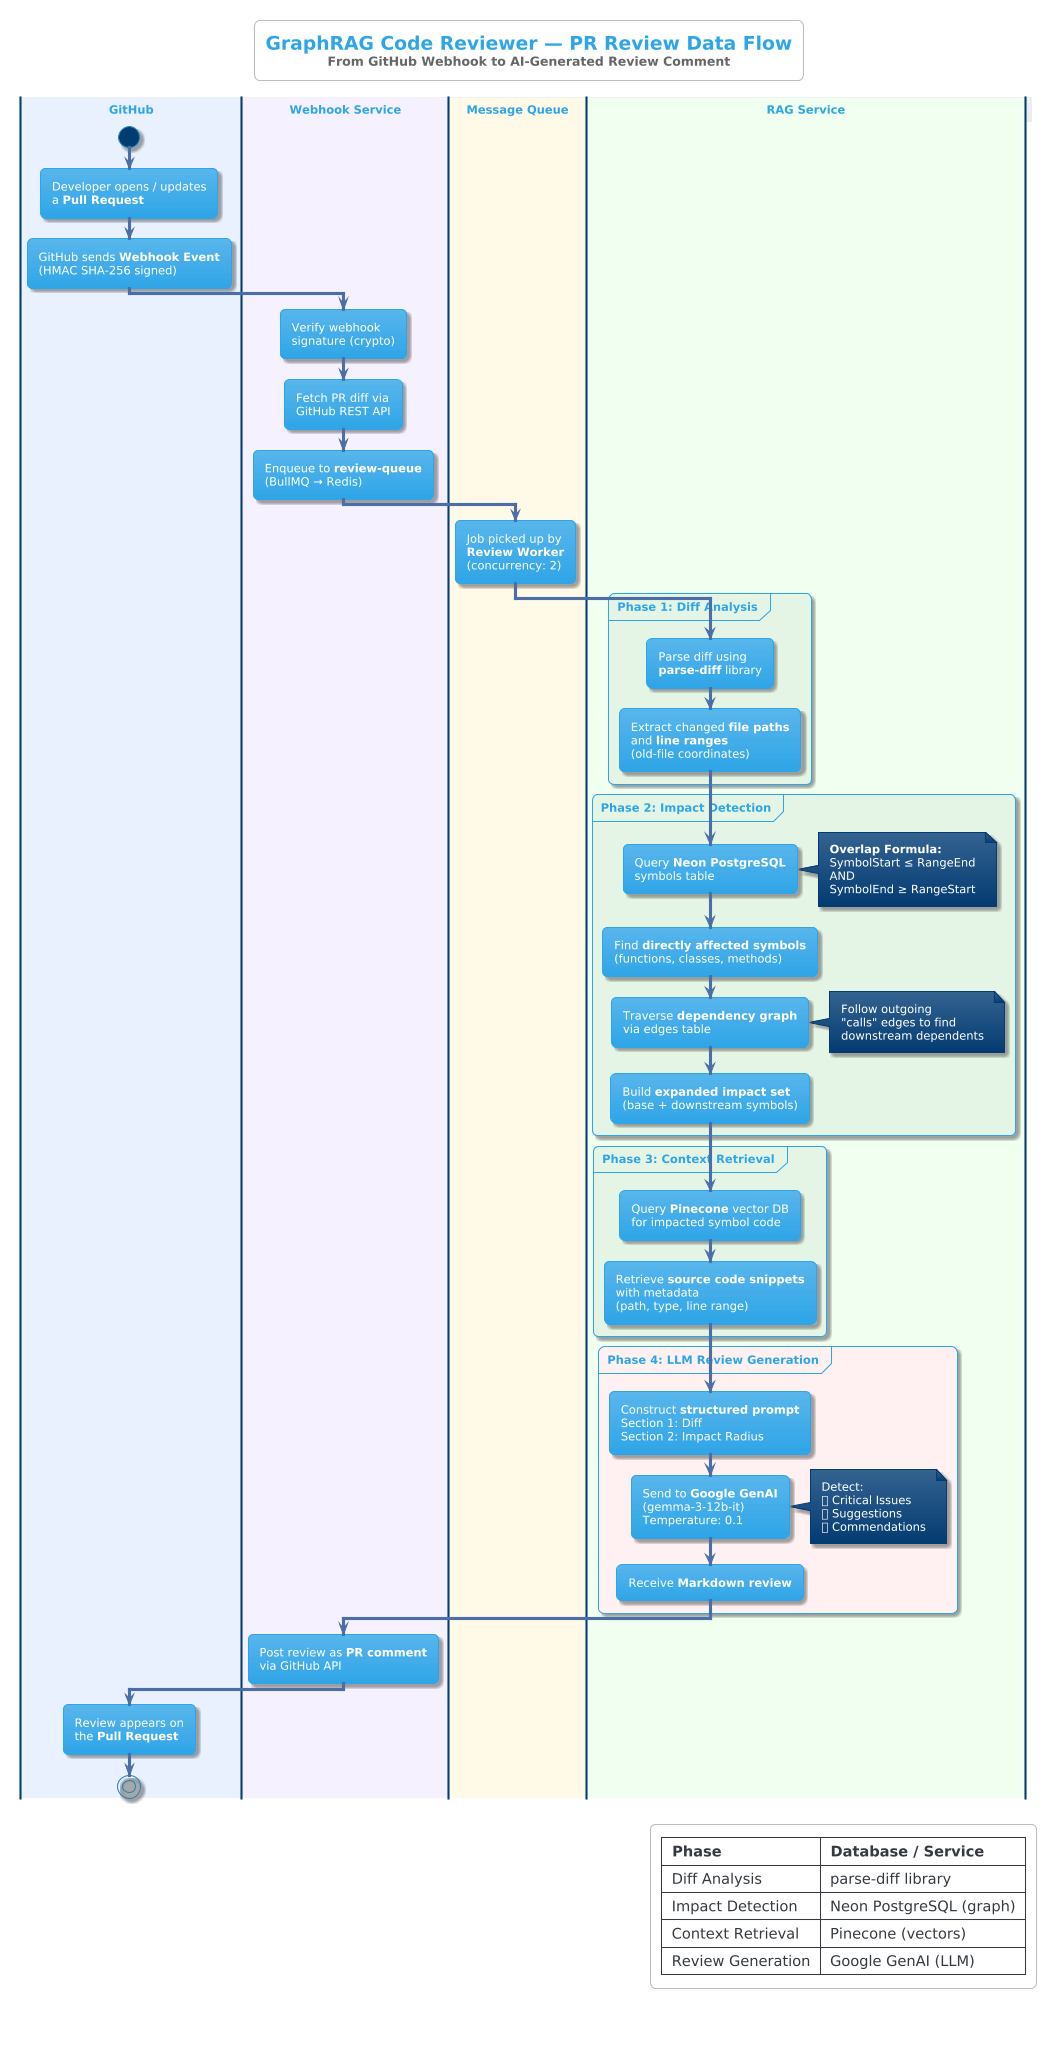 GraphRAG Code Reviewer — PR Review Data Flow
From GitHub Webhook to AI-Generated Review Comment
GitHub
Webhook Service
Message Queue
RAG Service
Developer opens / updates
a Pull Request
GitHub sends Webhook Event
(HMAC SHA-256 signed)
Verify webhook
signature (crypto)
Fetch PR diff via
GitHub REST API
Enqueue to review-queue
(BullMQ → Redis)
Job picked up by
Review Worker
(concurrency: 2)
Phase 1: Diff Analysis
Parse diff using
parse-diff library
Extract changed file paths
and line ranges
(old-file coordinates)
Phase 2: Impact Detection
Query Neon PostgreSQL
symbols table
Overlap Formula:
SymbolStart ≤ RangeEnd
AND
SymbolEnd ≥ RangeStart
Find directly affected symbols
(functions, classes, methods)
Traverse dependency graph
via edges table
Follow outgoing
"calls" edges to find
downstream dependents
Build expanded impact set
(base + downstream symbols)
Phase 3: Context Retrieval
Query Pinecone vector DB
for impacted symbol code
Retrieve source code snippets
with metadata
(path, type, line range)
Phase 4: LLM Review Generation
Construct structured prompt
Section 1: Diff
Section 2: Impact Radius
Send to Google GenAI
(gemma-3-12b-it)
Temperature: 0.1
Detect:
Critical Issues
Suggestions
Commendations
Receive Markdown review
Post review as PR comment
via GitHub API
Review appears on
the Pull Request
Phase Database / Service
Diff Analysis parse-diff library
Impact Detection Neon PostgreSQL (graph)
Context Retrieval Pinecone (vectors)
Review Generation Google GenAI (LLM)